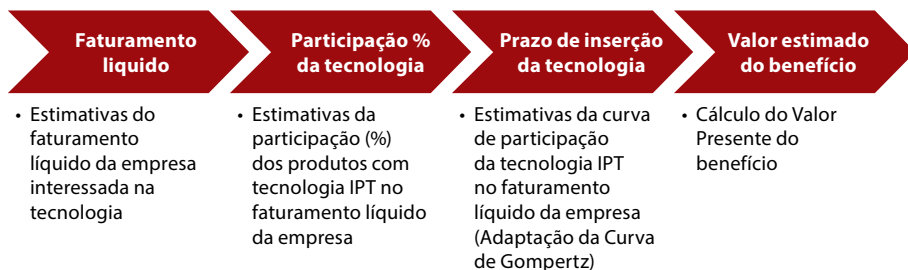 Faturamento
liquido
• Estimativas do
faturamento
líquido da empresa
interessada na
tecnologia
Participação %
da tecnologia
• Estimativas da
participação (%)
dos produtos com
tecnologia IPT no
faturamento líquido
da empresa
Prazo de inserção
da tecnologia
• Estimativas da curva
de participação
da tecnologia IPT
no faturamento
líquido da empresa
(Adaptação da Curva
de Gompertz)
Valor estimado
do benefício
• Cálculo do Valor
Presente do
benefício